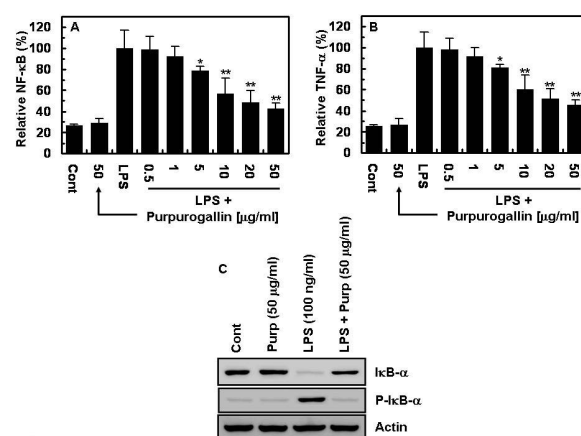 A
Relative NF-κB (%)
140
120
100
80
60
40
20
0
*
**
**
**
Cont
50
LPS
0.5
1
5
10
20
50
LPS +
Purpurogallin [μg/ml]
B
Relative TNF-α (%)
140
120
100
80
60
40
20
0
*
**
**
**
Cont
50
LPS
0.5
1
5
10
20
50
LPS +
Purpurogallin [μg/ml]
C
Cont
Purp (50 μg/ml)
LPS (100 ng/ml)
LPS + Purp (50 μg/ml)
IκB-α
P-IκB-α
Actin